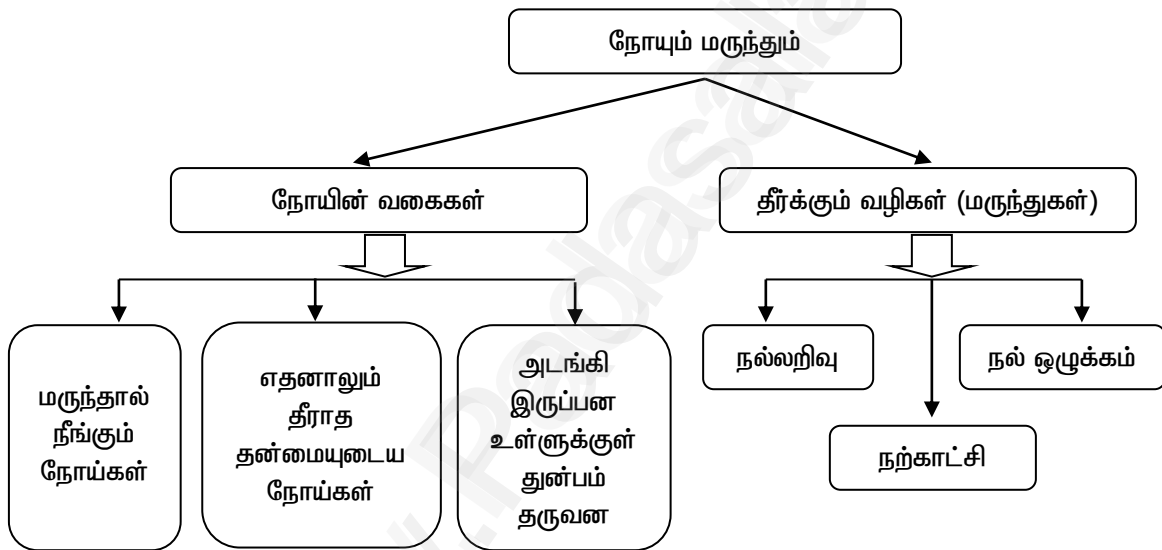 நோயும் மருந்தும்
நோயின் வகைகள்
தீர்க்கும் வழிகள் (மருந்துகள்)
மருந்தால்
நீங்கும்
நோய்கள்
எதனாலும்
தீராத
தன்மையுடைய
நோய்கள்
அடங்கி
இருப்பன
உள்ளுக்குள்
துன்பம்
தருவன
நல்லறிவு
நற்காட்சி
நல் ஒழுக்கம்